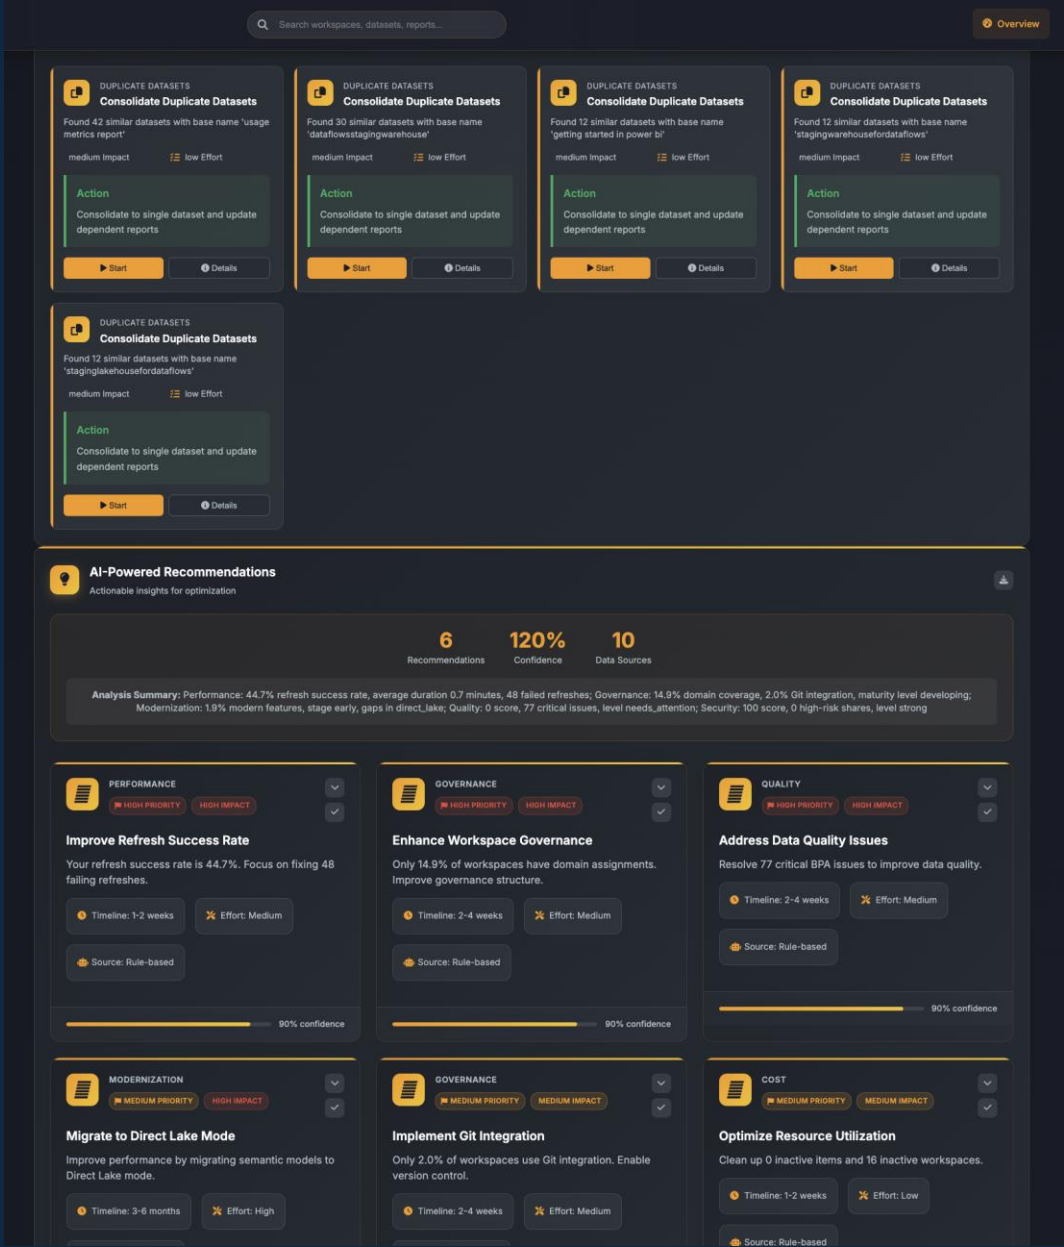 Search workspaces, datasets, reports...
Overview
DUPLICATE DATASETS
Consolidate Duplicate Datasets
Found 42 similar datasets with base name 'usage
metrics report'
medium Impact
low Effort
Action
Consolidate to single dataset and update
dependent reports
Start
Details
DUPLICATE DATASETS
Consolidate Duplicate Datasets
Found 30 similar datasets with base name
'dataflowsstagingwarehouse'
medium Impact
low Effort
Action
Consolidate to single dataset and update
dependent reports
Start
Details
DUPLICATE DATASETS
Consolidate Duplicate Datasets
Found 12 similar datasets with base name
'getting started in power bi'
medium Impact
low Effort
Action
Consolidate to single dataset and update
dependent reports
Start
Details
DUPLICATE DATASETS
Consolidate Duplicate Datasets
Found 12 similar datasets with base name
'stagingwarehousefordataflows'
medium Impact
low Effort
Action
Consolidate to single dataset and update
dependent reports
Start
Details
DUPLICATE DATASETS
Consolidate Duplicate Datasets
Found 12 similar datasets with base name
'staginglakehousefordataflows'
medium Impact
low Effort
Action
Consolidate to single dataset and update
dependent reports
Start
Details
AI-Powered Recommendations
Actionable insights for optimization
6
Recommendations
120%
Confidence
10
Data Sources
Analysis Summary: Performance: 44.7% refresh success rate, average duration 0.7 minutes, 48 failed refreshes; Governance: 14.9% domain coverage, 2.0% Git integration, maturity level developing;
Modernization: 1.9% modern features, stage early, gaps in direct_lake; Quality: 0 score, 77 critical issues, level needs_attention; Security: 100 score, 0 high-risk shares, level strong
PERFORMANCE
HIGH PRIORITY
HIGH IMPACT
Improve Refresh Success Rate
Your refresh success rate is 44.7%. Focus on fixing 48
failing refreshes.
Timeline: 1-2 weeks
Effort: Medium
Source: Rule-based
90% confidence
GOVERNANCE
HIGH PRIORITY
HIGH IMPACT
Enhance Workspace Governance
Only 14.9% of workspaces have domain assignments.
Improve governance structure.
Timeline: 2-4 weeks
Effort: Medium
Source: Rule-based
90% confidence
QUALITY
HIGH PRIORITY
HIGH IMPACT
Address Data Quality Issues
Resolve 77 critical BPA issues to improve data quality.
Timeline: 2-4 weeks
Effort: Medium
Source: Rule-based
90% confidence
MODERNIZATION
MEDIUM PRIORITY
HIGH IMPACT
Migrate to Direct Lake Mode
Improve performance by migrating semantic models to
Direct Lake mode.
Timeline: 3-6 months
Effort: High
GOVERNANCE
MEDIUM PRIORITY
MEDIUM IMPACT
Implement Git Integration
Only 2.0% of workspaces use Git integration. Enable
version control.
Timeline: 2-4 weeks
Effort: Medium
COST
MEDIUM PRIORITY
MEDIUM IMPACT
Optimize Resource Utilization
Clean up 0 inactive items and 16 inactive workspaces.
Timeline: 1-2 weeks
Effort: Low
Source: Rule-based